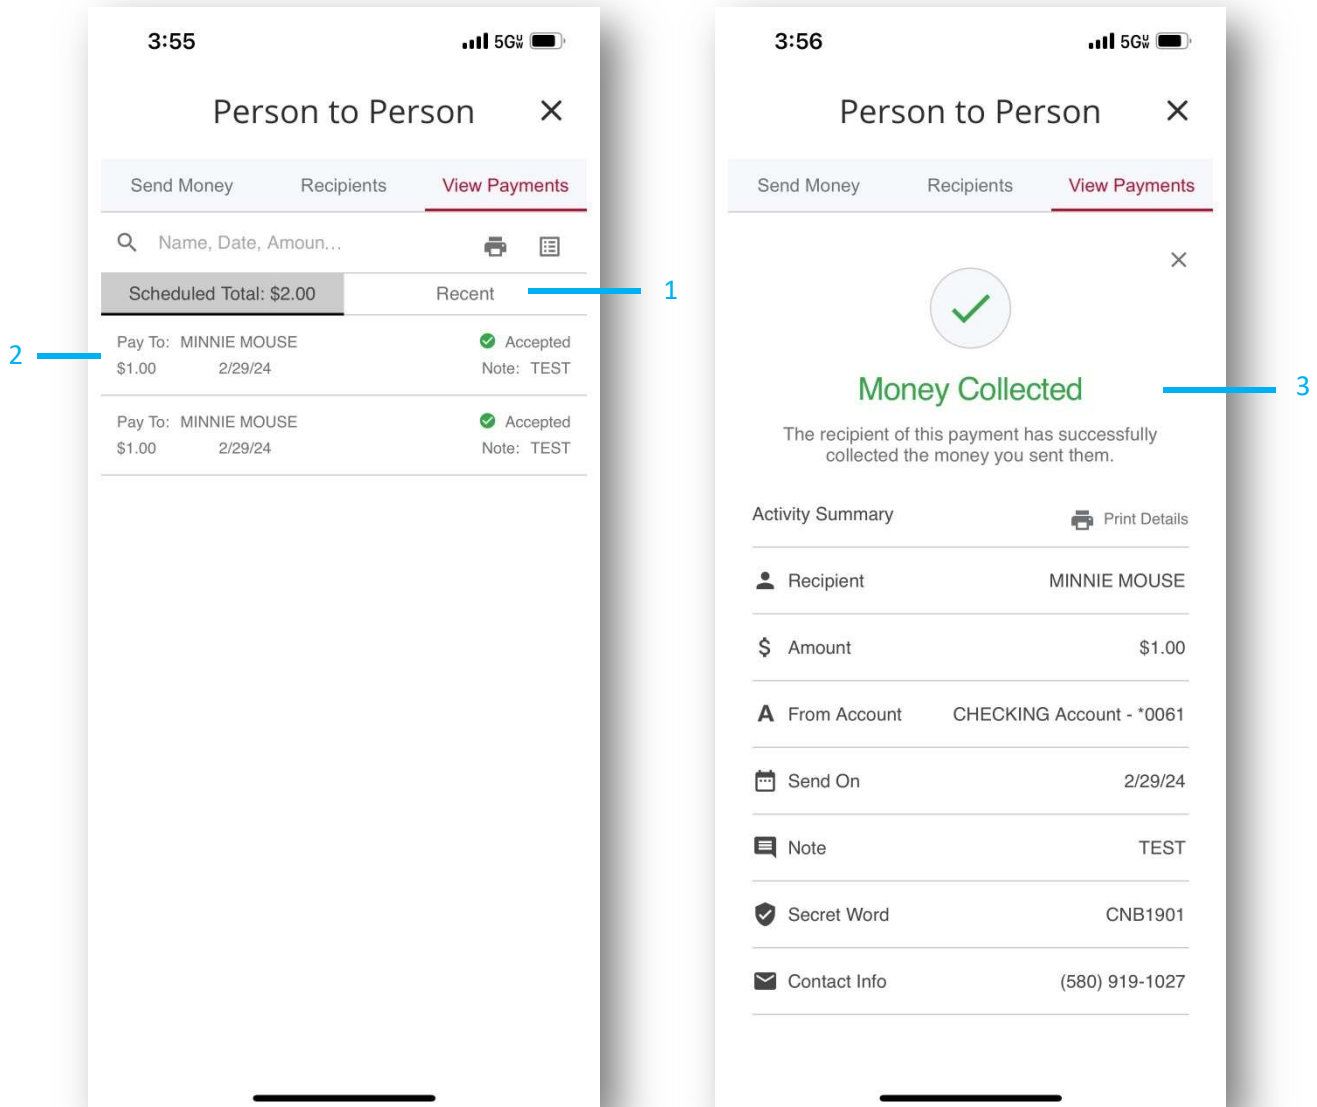 3:55 5GUW
Person to Person
Send Money Recipients View Payments
Name, Date, Amoun...
Scheduled Total: $2.00 Recent
1
2
Pay To: MINNIE MOUSE Accepted
$1.00 2/29/24 Note: TEST
Pay To: MINNIE MOUSE Accepted
$1.00 2/29/24 Note: TEST
3:56 5GUW
Person to Person
Send Money Recipients View Payments
Money Collected
3
The recipient of this payment has successfully
collected the money you sent them.
Activity Summary Print Details
Recipient MINNIE MOUSE
$ Amount $1.00
A From Account CHECKING Account - *0061
Send On 2/29/24
Note TEST
Secret Word CNB1901
Contact Info (580) 919-1027